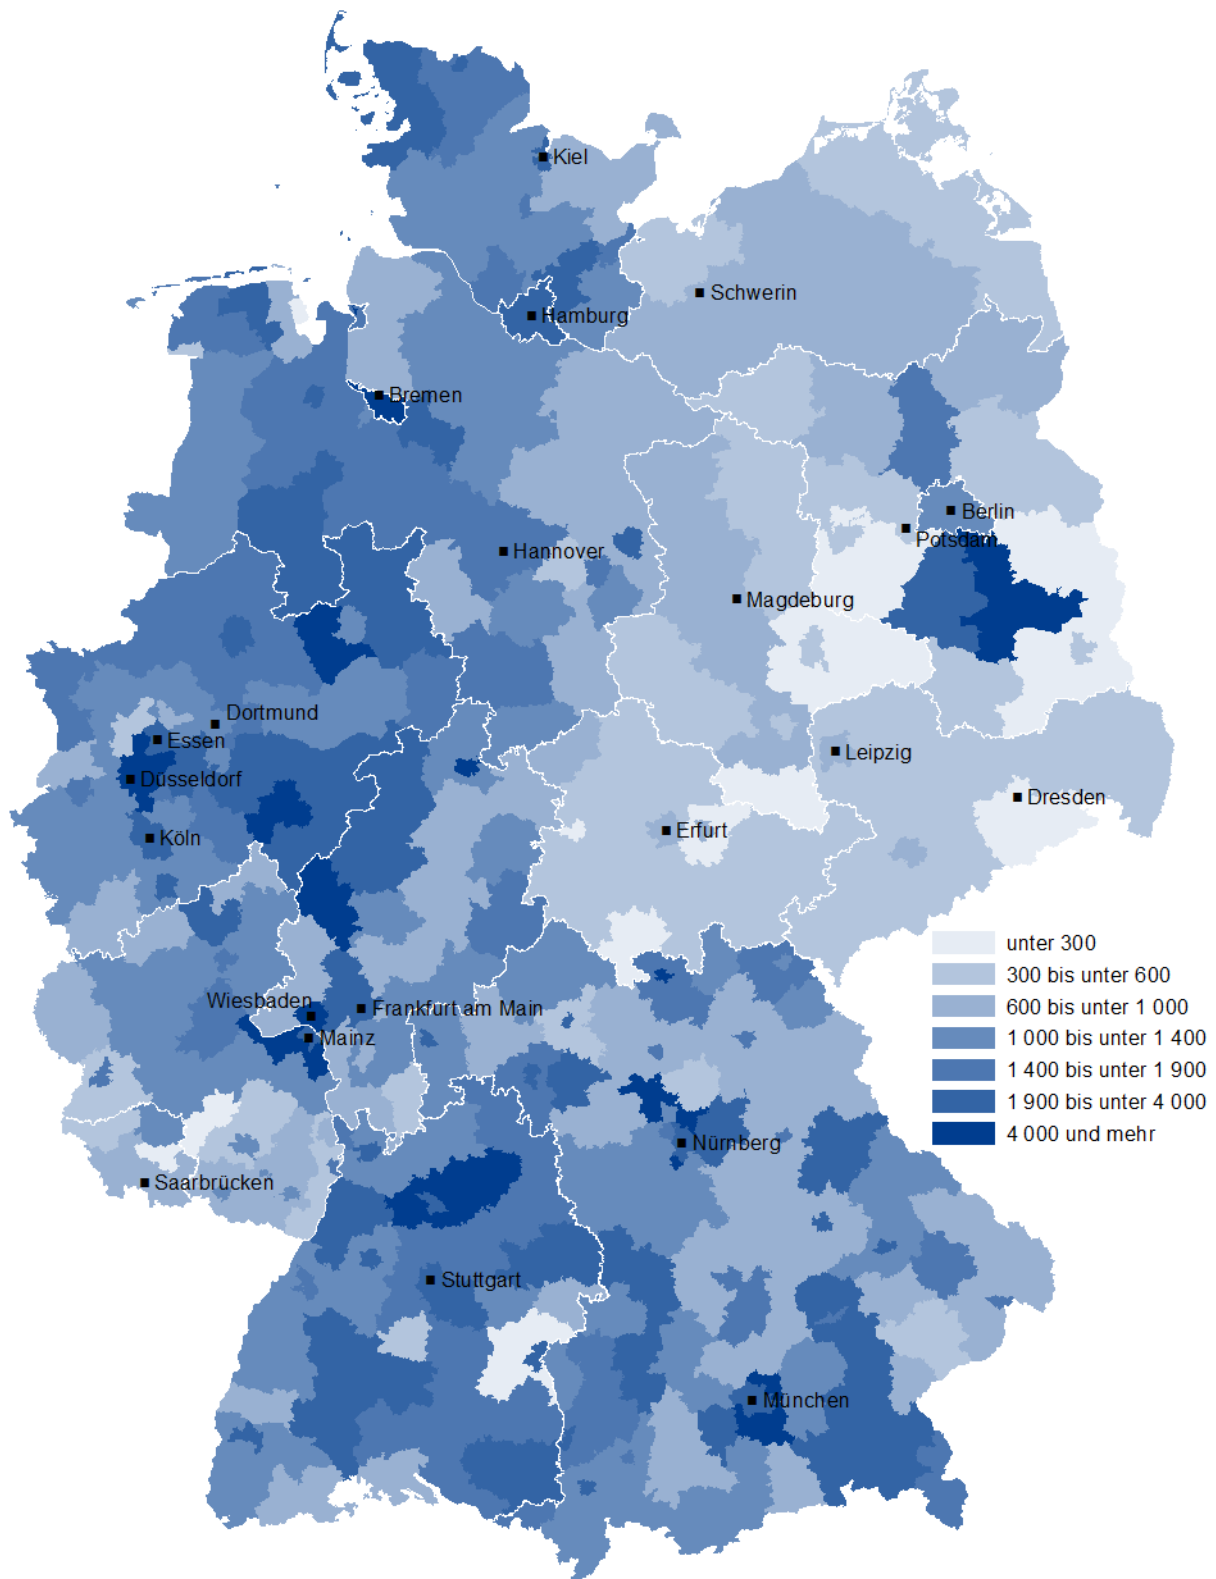 Kiel
Schwerin
Hamburg
Bremen
Berlin
Potsdam
Hannover
Magdeburg
Dortmund
Essen
Düsseldorf
Leipzig
Dresden
Köln
Erfurt
Wiesbaden
Frankfurt am Main
Mainz
Nürnberg
Saarbrücken
Stuttgart
München
unter 300
300 bis unter 600
600 bis unter 1 000
1 000 bis unter 1 400
1 400 bis unter 1 900
1 900 bis unter 4 000
4 000 und mehr